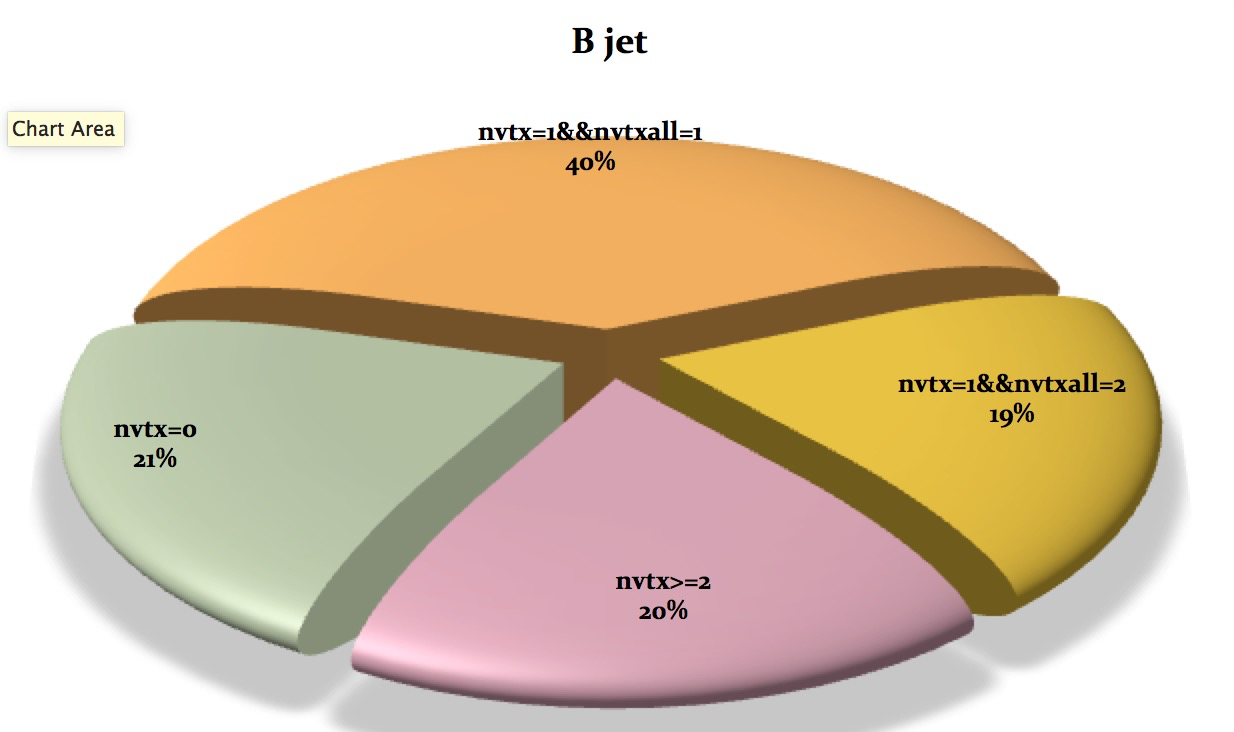 B jet
Chart Area
nvtx=1&&nvtxall=1
40%
nvtx=1&&nvtxall=2
19%
nvtx=0
21%
nvtx>=2
20%